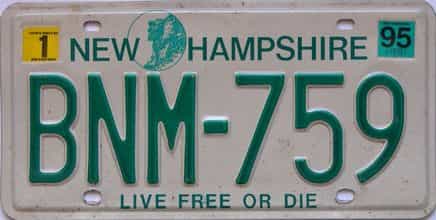 1 95
NEW HAMPSHIRE
BNM-759
LIVE FREE OR DIE